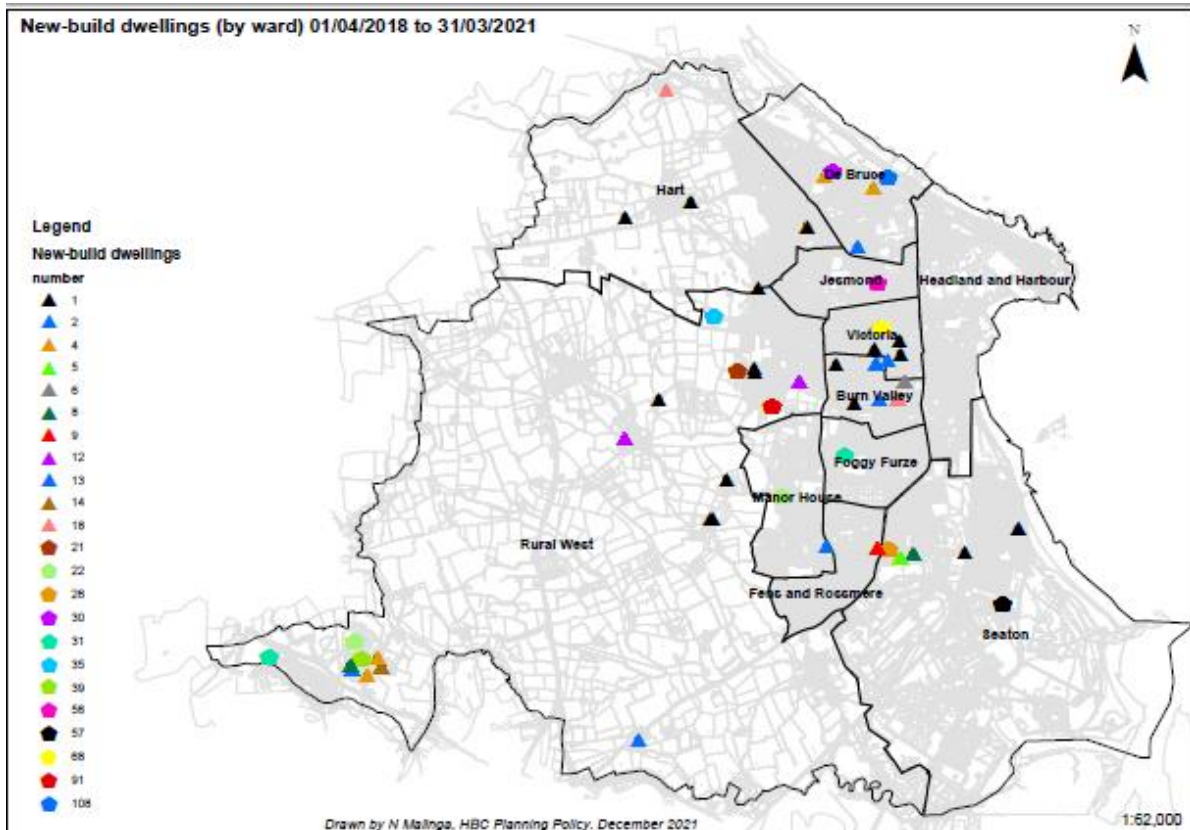 New-build dwellings (by ward) 01/04/2018 to 31/03/2021
N
De Bruce
Hart
Legend
New-build dwellings
number
Jesmond
Headland and Harbour
1
2
4
5
6
8
9
12
13
14
18
21
22
28
30
31
35
39
56
57
68
91
108
Victoria
Burn Valley
Foggy Furze
Manor House
Rural West
Fens and Rossmere
Seaton
Drawn by N Malinga, HBC Planning Policy, December 2021
1:62,000